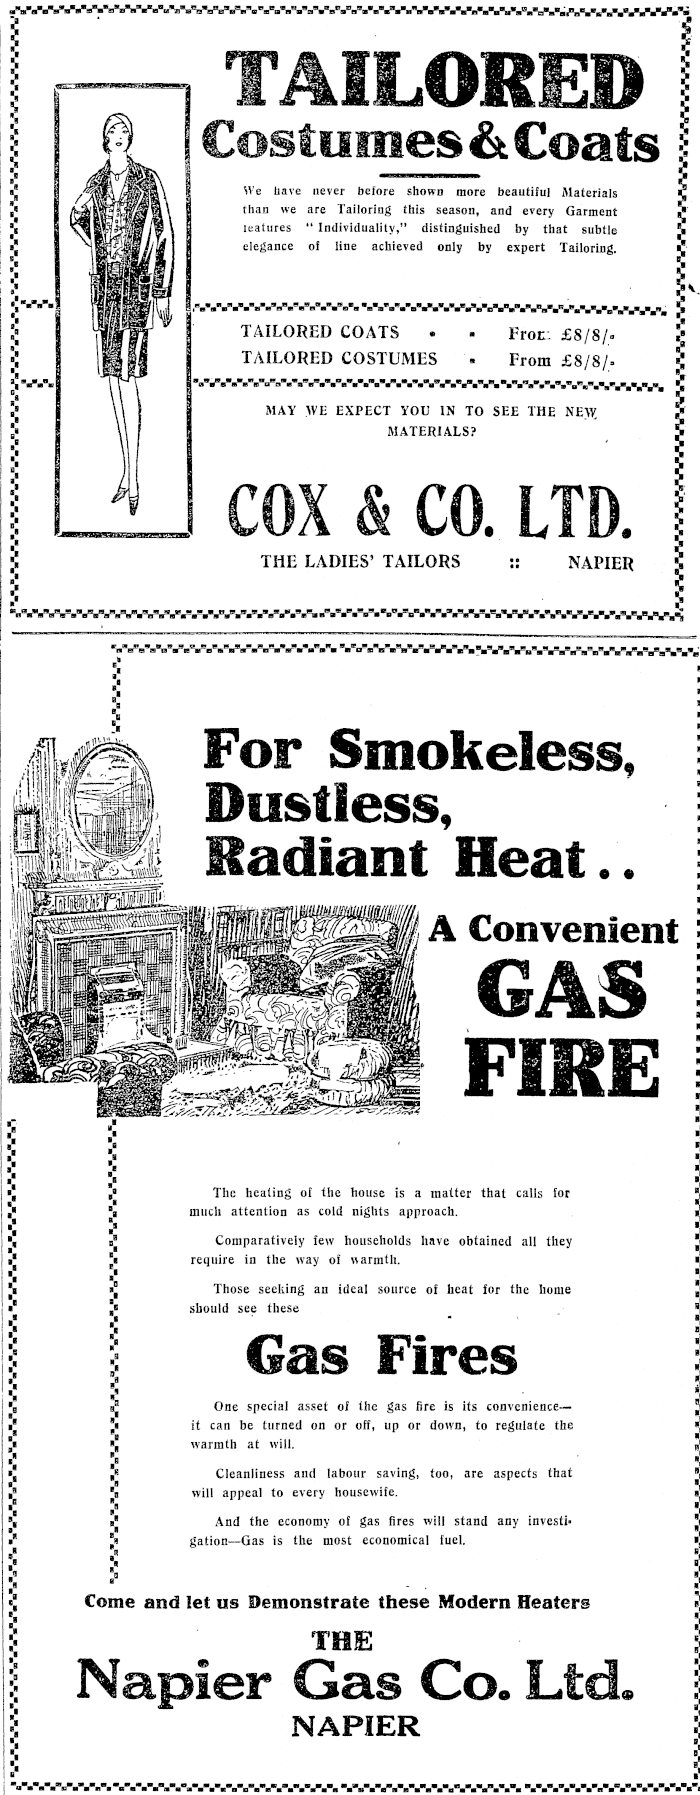 TAILORED
Costumes & Coats
We have never before shown more beautiful Materials
than we are Tailoring this season, and every Garment
features "Individuality," distinguished by that subtle
elegance of line achieved only by expert Tailoring.
TAILORED COATS - - From £8/8/-
TAILORED COSTUMES - From £8/8/-
MAY WE EXPECT YOU IN TO SEE THE NEW
MATERIALS?
COX & CO. LTD.
THE LADIES' TAILORS :: NAPIER
For Smokeless,
Dustless,
Radiant Heat..
A Convenient
GAS
FIRE
The heating of the house is a matter that calls for
much attention as cold nights approach.
Comparatively few households have obtained all they
require in the way of warmth.
Those seeking an ideal source of heat for the home
should see these
Gas Fires
One special asset of the gas fire is its convenience—
it can be turned on or off, up or down, to regulate the
warmth at will.
Cleanliness and labour saving, too, are aspects that
will appeal to every housewife.
And the economy of gas fires will stand any investi-
gation—Gas is the most economical fuel.
Come and let us Demonstrate these Modern Heaters
THE
Napier Gas Co. Ltd.
NAPIER